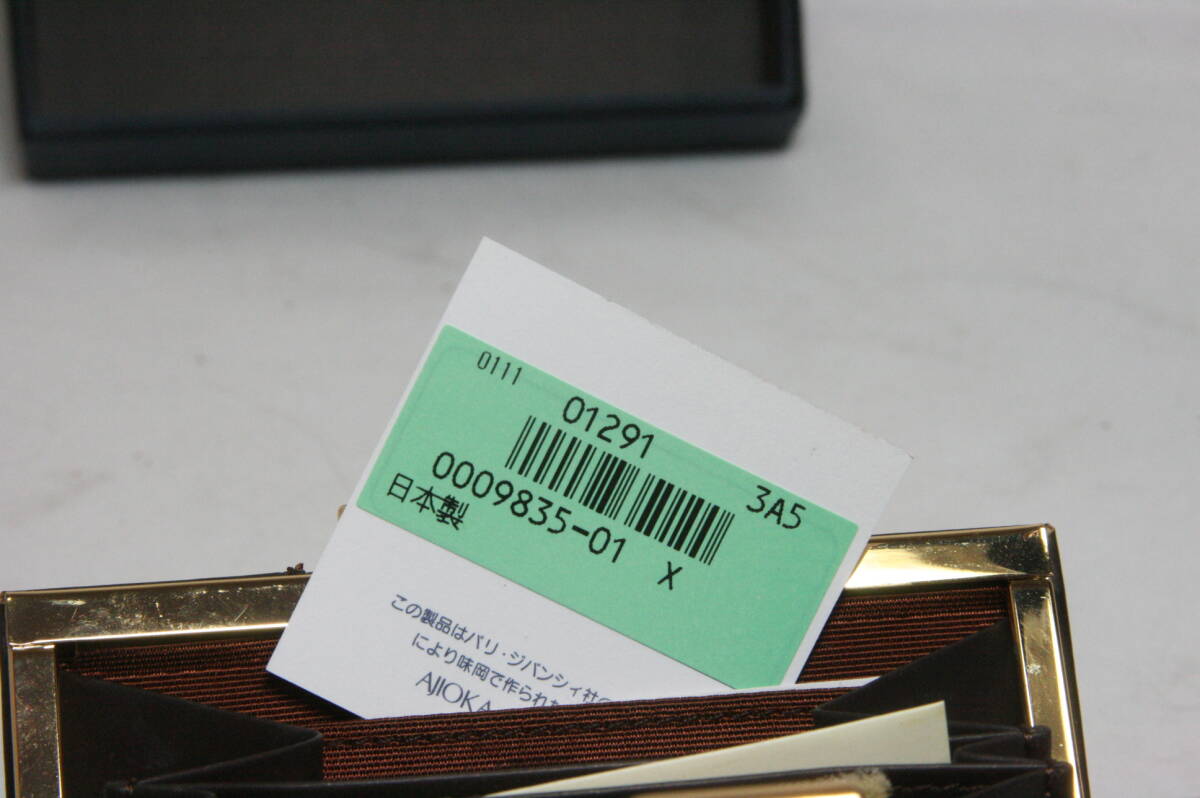 0111
01291
3A5
0009835-01
X
日本製
この製品はパリ・ジバンシィ社の
により味岡で作られた
AJIOKA